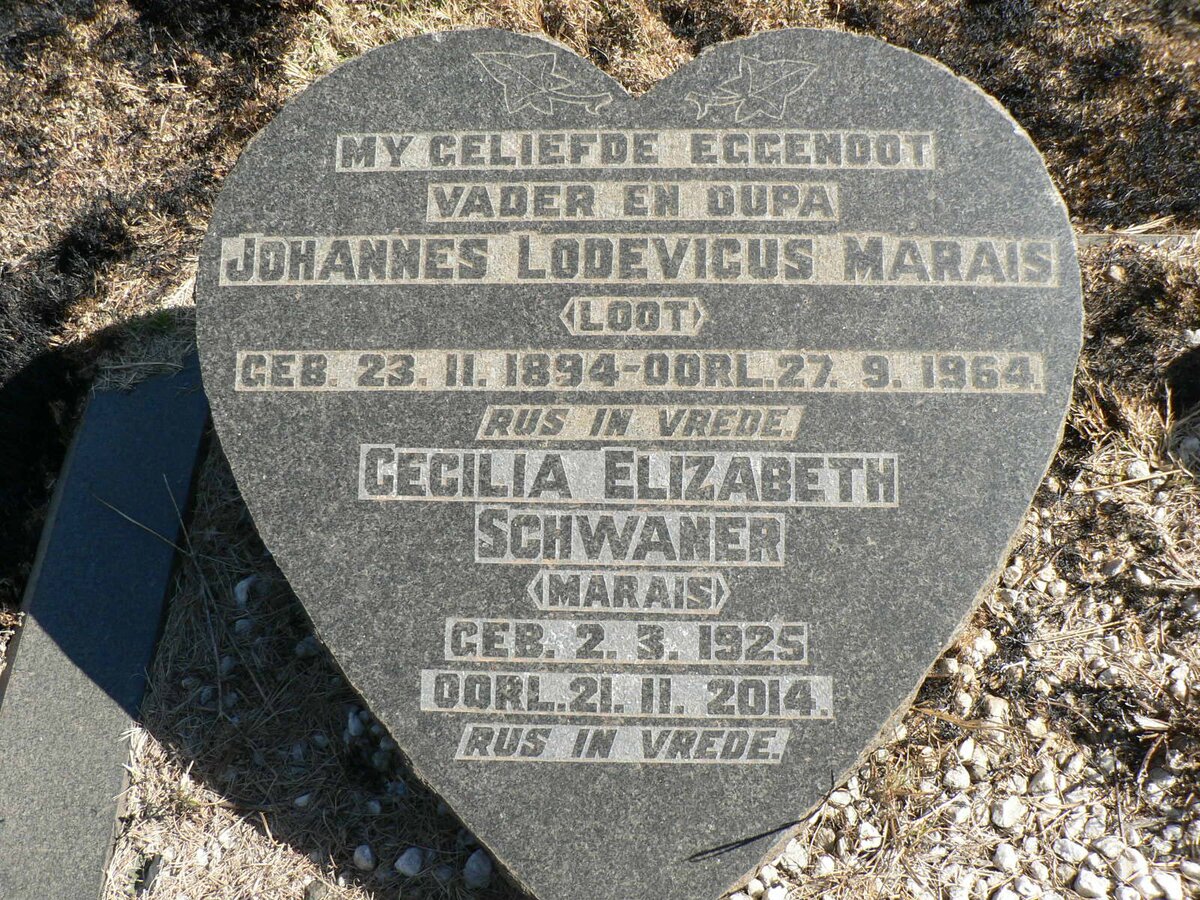 MY GELIEFDE EGGENOOT
VADER EN OUPA
JOHANNES LODEVICUS MARAIS
(LOOT)
GEB. 23. 11. 1894-OORL.27. 9. 1964.
RUS IN VREDE.
CECILIA ELIZABETH
SCHWANER
(MARAIS)
GEB. 2. 3. 1925
OORL.21. 11. 2014.
RUS IN VREDE.